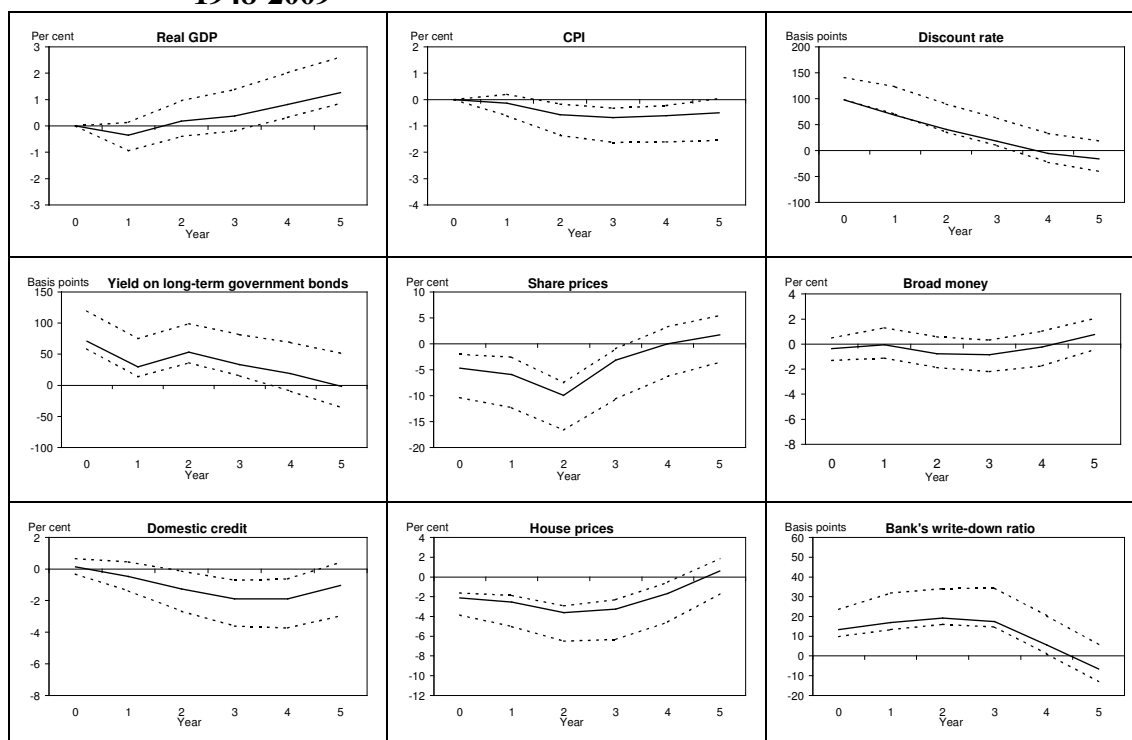 1948-2009
Per cent Real GDP
3
2
1
0
-1
-2
-3
0 1 2 3 4 5
Year
Per cent CPI
2
1
0
-1
-2
-3
-4
0 1 2 3 4 5
Year
Basis points Discount rate
200
150
100
50
0
-50
-100
0 1 2 3 4 5
Year
Basis points Yield on long-term government bonds
150
100
50
0
-50
-100
0 1 2 3 4 5
Year
Per cent Share prices
10
5
0
-5
-10
-15
-20
0 1 2 3 4 5
Year
Per cent Broad money
4
2
0
-2
-4
-6
-8
0 1 2 3 4 5
Year
Per cent Domestic credit
2
0
-2
-4
-6
-8
0 1 2 3 4 5
Year
Per cent House prices
4
2
0
-2
-4
-6
-8
-10
-12
0 1 2 3 4 5
Year
Basis points Bank's write-down ratio
60
50
40
30
20
10
0
-10
-20
0 1 2 3 4 5
Year